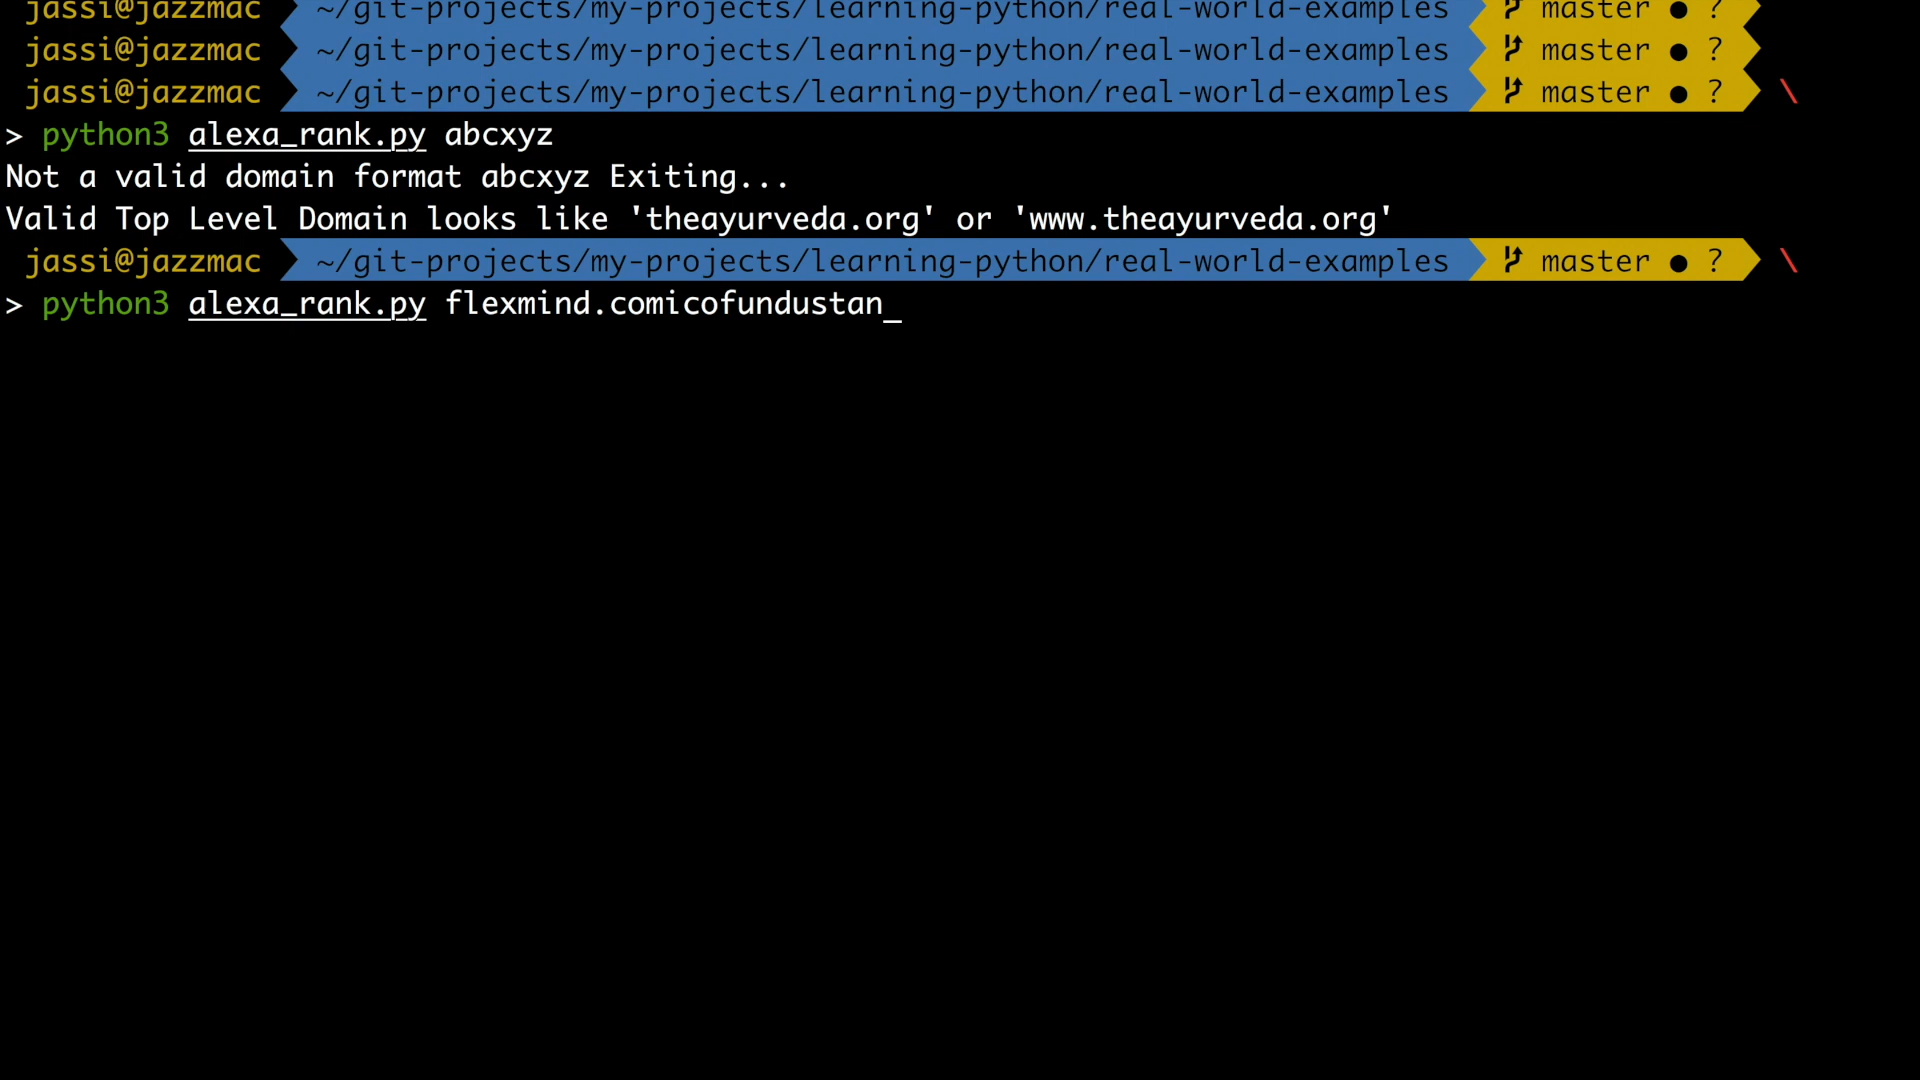 jassi@jazzmac ~/git-projects/my-projects/learning-python/real-world-examples master ● ?
jassi@jazzmac ~/git-projects/my-projects/learning-python/real-world-examples master ● ?
jassi@jazzmac ~/git-projects/my-projects/learning-python/real-world-examples master ● ? \
> python3 alexa_rank.py abcxyz
Not a valid domain format abcxyz Exiting...
Valid Top Level Domain looks like 'theayurveda.org' or 'www.theayurveda.org'
jassi@jazzmac ~/git-projects/my-projects/learning-python/real-world-examples master ● ? \
> python3 alexa_rank.py flexmind.comicofundustan_